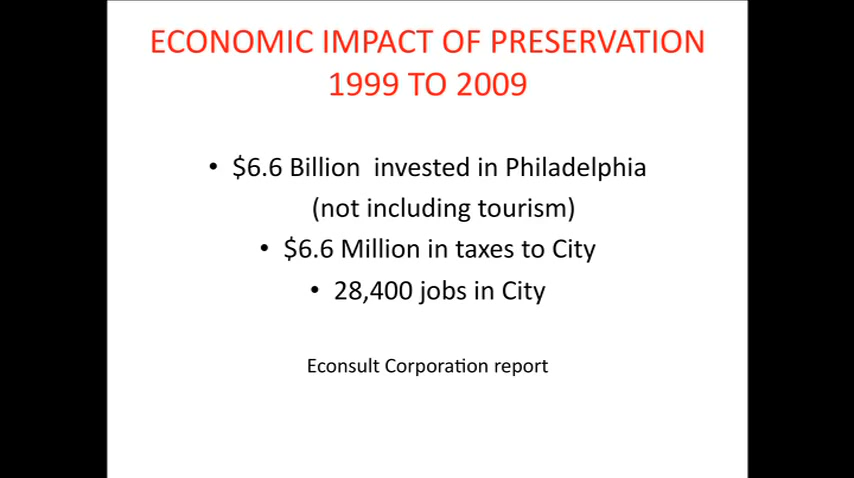 ECONOMIC IMPACT OF PRESERVATION
1999 TO 2009
• $6.6 Billion  invested in Philadelphia
(not including tourism)
• $6.6 Million in taxes to City
• 28,400 jobs in City
Econsult Corporation report